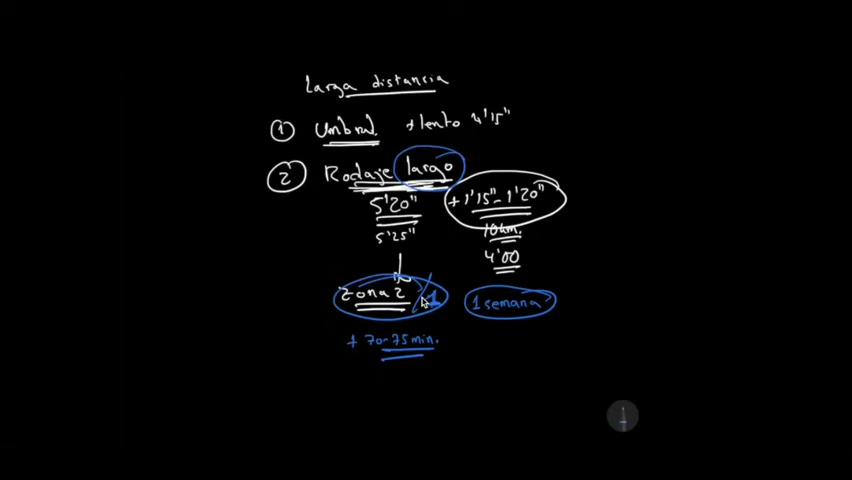 Larga distancia
① Umbral + lento 4'15"
② Rodaje largo
5'20" + 1'15" - 1'20"
5'25" 10km.
4'00
Zona 2 / 1 1 semana
+ 70-75 min.